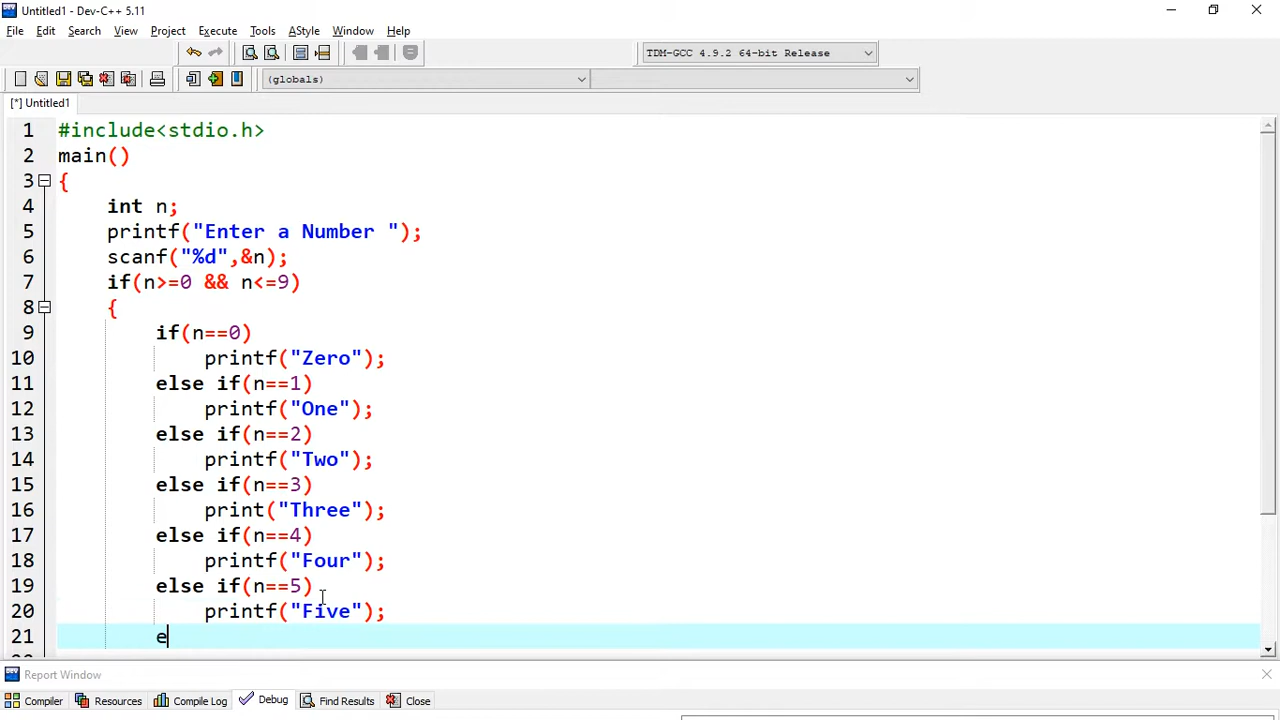 Untitled1 - Dev-C++ 5.11
File Edit Search View Project Execute Tools AStyle Window Help
TDM-GCC 4.9.2 64-bit Release
(globals)
[*] Untitled1
1 #include<stdio.h>
2 main()
3 {
4 int n;
5 printf("Enter a Number ");
6 scanf("%d",&n);
7 if(n>=0 && n<=9)
8 {
9 if(n==0)
10 printf("Zero");
11 else if(n==1)
12 printf("One");
13 else if(n==2)
14 printf("Two");
15 else if(n==3)
16 print("Three");
17 else if(n==4)
18 printf("Four");
19 else if(n==5)
20 printf("Five");
21 e
Report Window
Compiler Resources Compile Log Debug Find Results Close